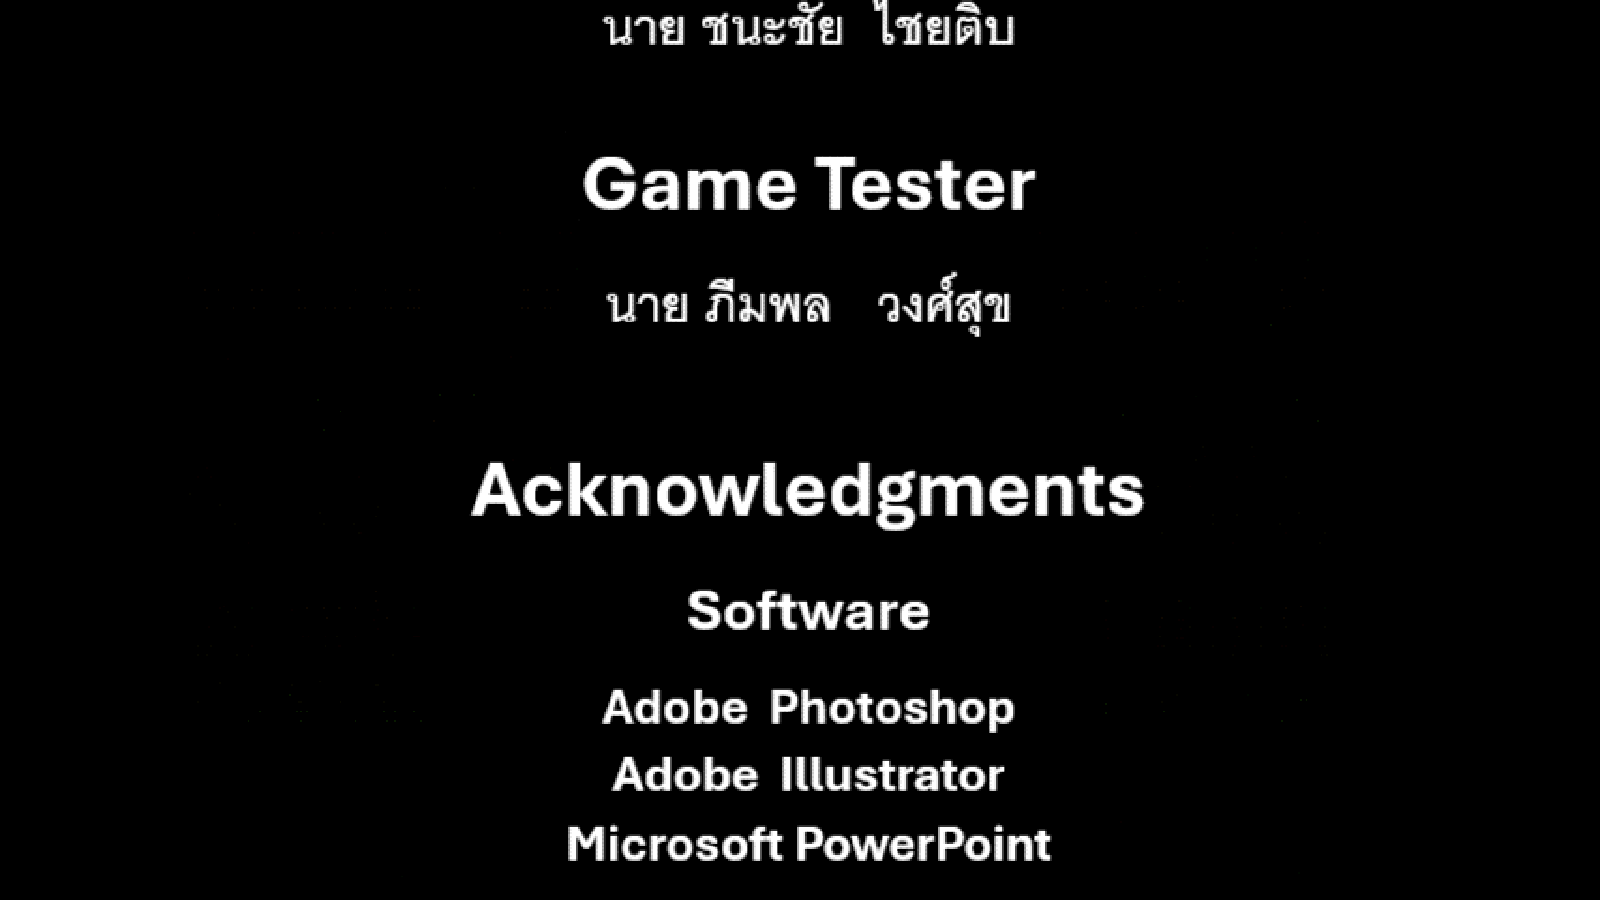 นาย ชนะชัย ไชยติบ
Game Tester
นาย ภีมพล วงศ์สุข
Acknowledgments
Software
Adobe Photoshop
Adobe Illustrator
Microsoft PowerPoint